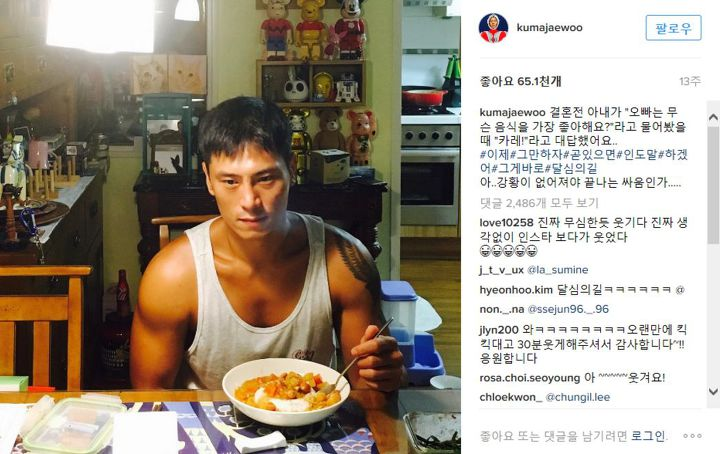 kumajaewoo
팔로우
좋아요 65.1천개
13주
kumajaewoo 결혼전 아내가 "오빠는 무
슨 음식을 가장 좋아해요?"라고 물어봤을
때 "카레!"라고 대답했어요..
#이제#그만하자#곧있으면#인도말#하겠
어#그게바로#달심의길
아..강황이 없어져야 끝나는 싸움인가.....
댓글 2,486개 모두 보기
love10258 진짜 무심한듯 웃기다 진짜 생
각없이 인스타 보다가 웃었다
😀😀😀😀😀
j_t_v_ux @la_sumine
hyeonhoo.kim 달심의길ㅋㅋㅋㅋㅋㅋ @
non._.na @ssejun96._.96
jlyn200 와ㅋㅋㅋㅋㅋㅋㅋㅋ오랜만에 킥
킥대고 30분웃게해주셔서 감사합니다~!!
응원합니다
rosa.choi.seoyoung 아 ~~~~~웃겨요!
chloekwon_ @chungil.lee
좋아요 또는 댓글을 남기려면 로그인.